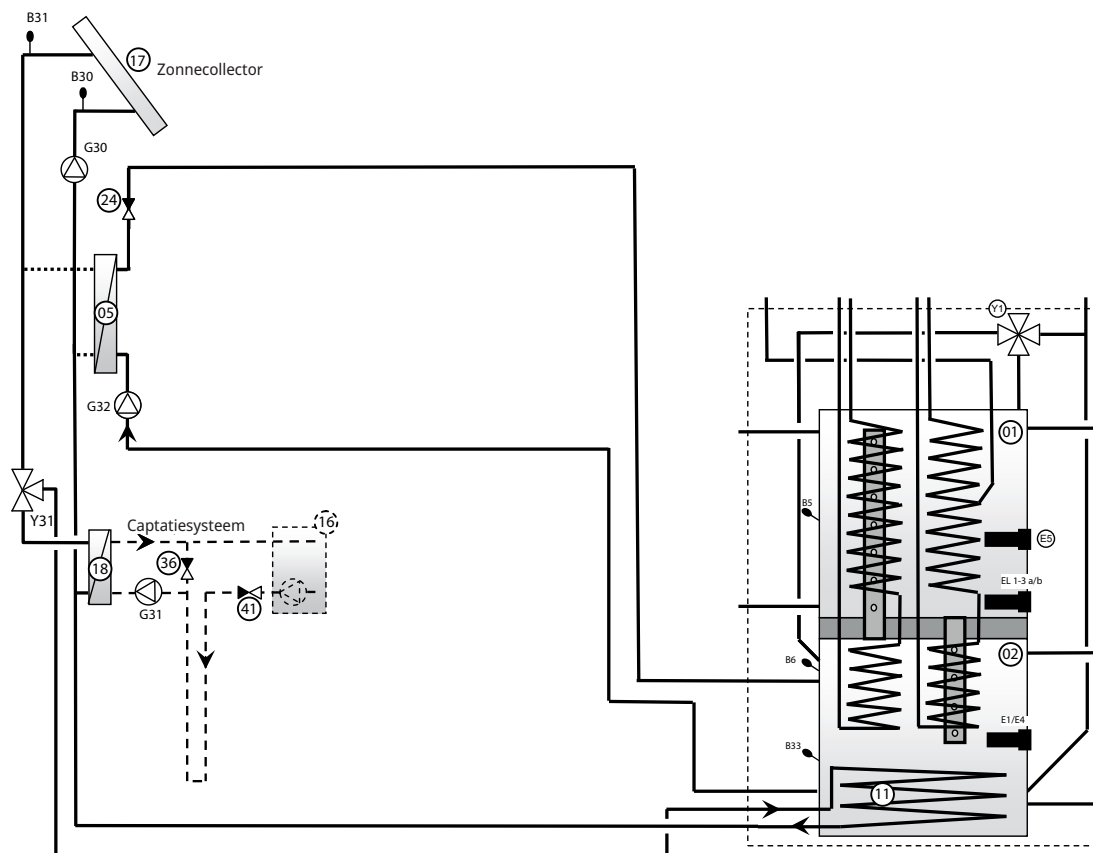 B31
17
Zonnecollector
B30
G30
24
05
G32
Y1
01
B5
E5
Y31
Captatiesysteem
16
36
18
41
G31
EL 1-3 a/b
02
B6
E1/E4
B33
11